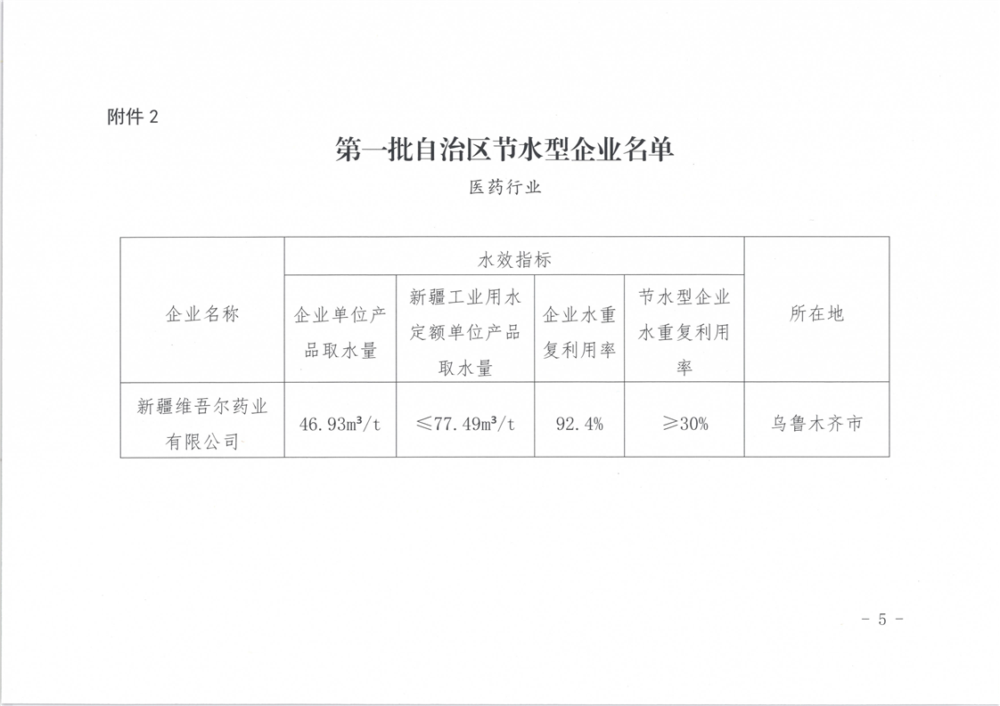 附件 2
第一批自治区节水型企业名单
医药行业
企业名称
水效指标
所在地
企业单位产
品取水量
新疆工业用水
定额单位产品
取水量
企业水重
复利用率
节水型企业
水重复利用
率
新疆维吾尔药业
有限公司
46.93m³/t
≤77.49m³/t
92.4%
≥30%
乌鲁木齐市
- 5 -